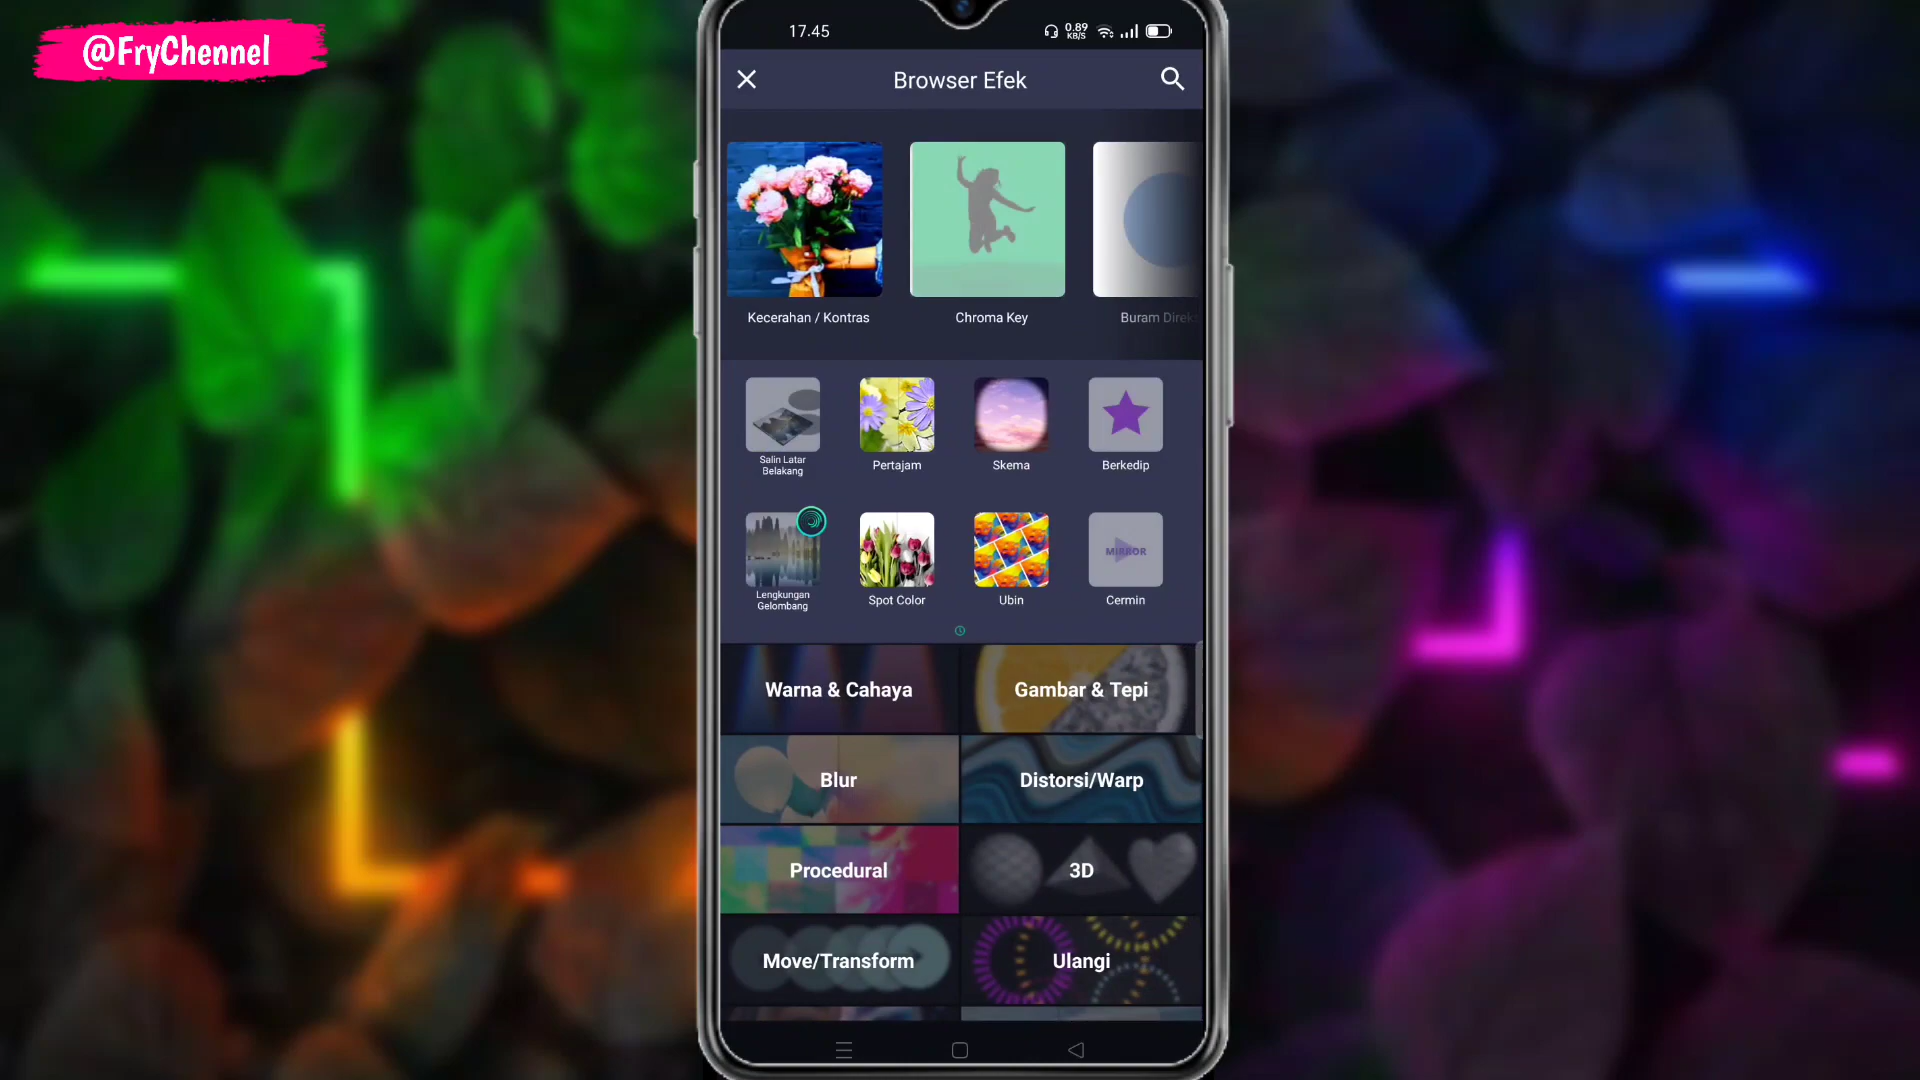 @FryChennel
17.45
0.89
KB/S
Browser Efek
Kecerahan / Kontras
Chroma Key
Buram Direk
Salin Latar
Belakang
Pertajam
Skema
Berkedip
MIRROR
Lengkungan
Gelombang
Spot Color
Ubin
Cermin
Warna & Cahaya
Gambar & Tepi
Blur
Distorsi/Warp
Procedural
3D
Move/Transform
Ulangi